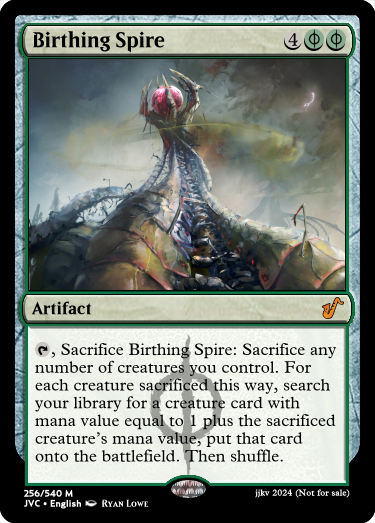 Birthing Spire 4
Artifact
, Sacrifice Birthing Spire: Sacrifice any
number of creatures you control. For
each creature sacrificed this way, search
your library for a creature card with
mana value equal to 1 plus the sacrificed
creature's mana value, put that card
onto the battlefield. Then shuffle.
256/540 M
JVC • English Ryan Lowe
jjkv 2024 (Not for sale)